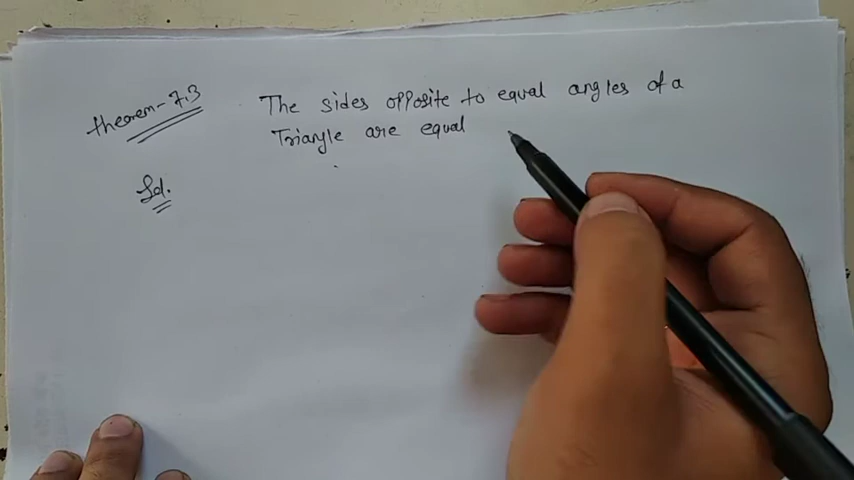 theorem-7.3 The sides opposite to equal angles of a
Triangle are equal
Sol.